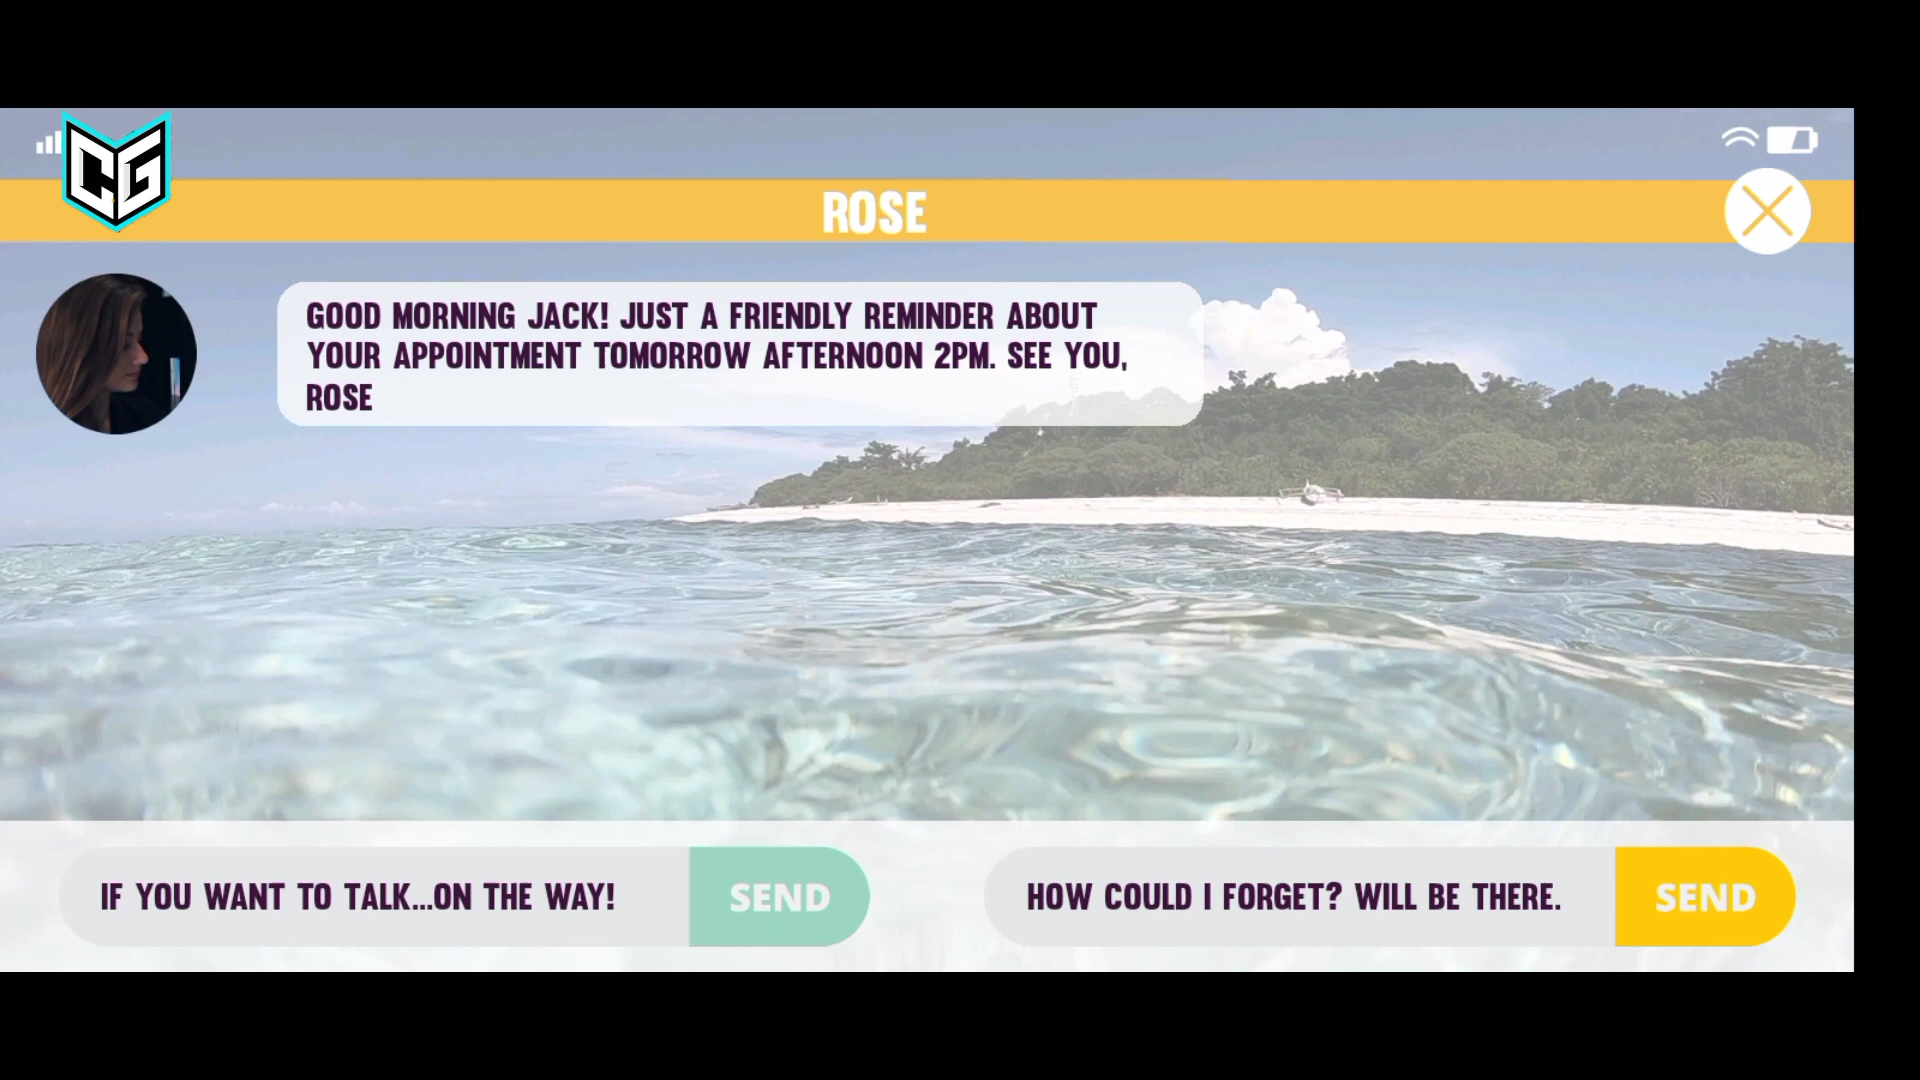 CG
ROSE
GOOD MORNING JACK! JUST A FRIENDLY REMINDER ABOUT
YOUR APPOINTMENT TOMORROW AFTERNOON 2PM. SEE YOU,
ROSE
IF YOU WANT TO TALK...ON THE WAY!
SEND
HOW COULD I FORGET? WILL BE THERE.
SEND